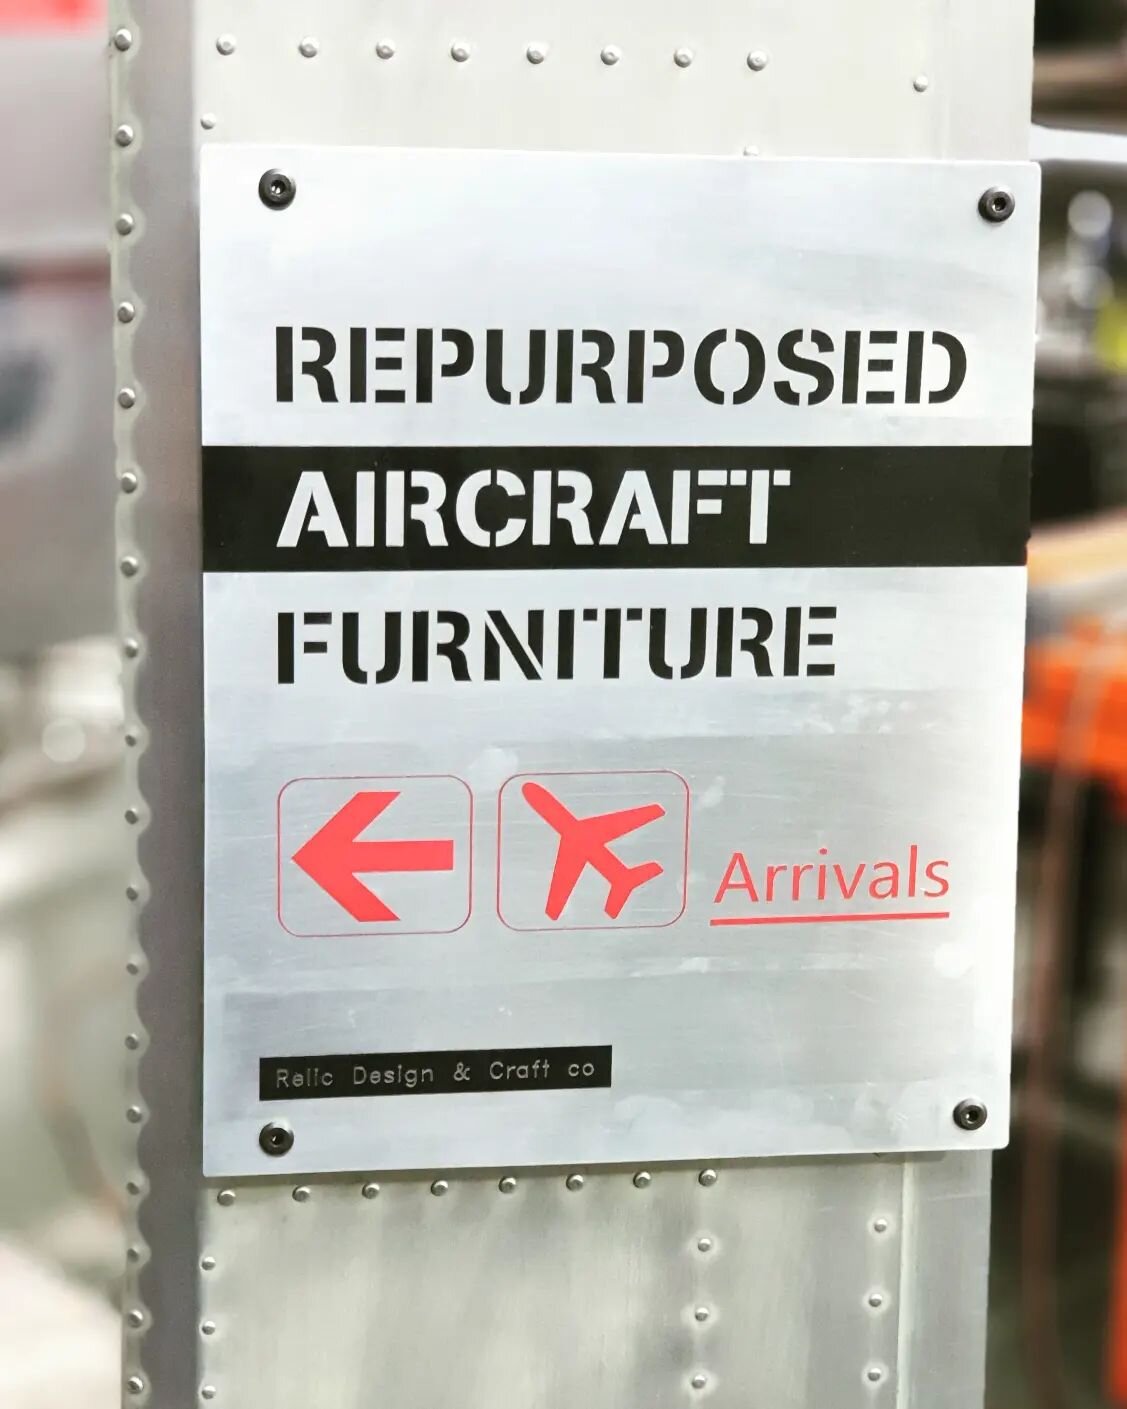 REPURPOSED
AIRCRAFT
FURNITURE
Arrivals
Relic Design & Craft co